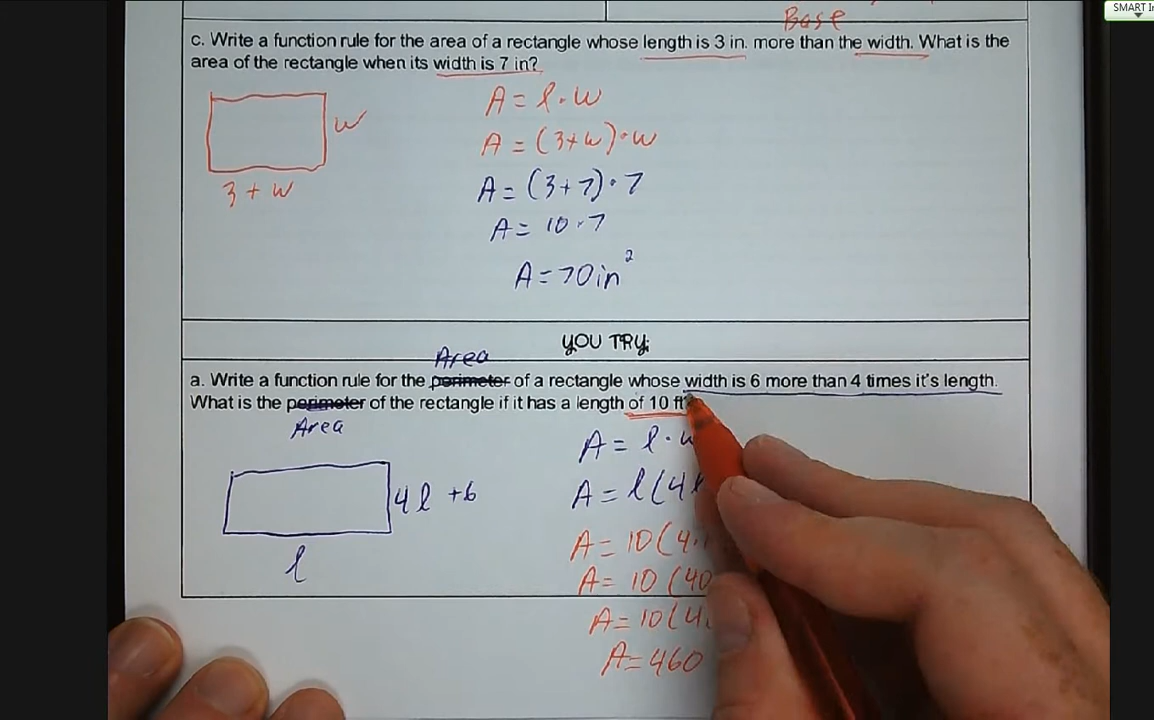 SMART
Base
c. Write a function rule for the area of a rectangle whose length is 3 in. more than the width. What is the
area of the rectangle when its width is 7 in?
w
3 + w
A = l · w
A = (3+w) · w
A = (3+7) · 7
A = 10 · 7
A = 70 in²
YOU TRY:
Area
a. Write a function rule for the perimeter of a rectangle whose width is 6 more than 4 times it's length.
What is the perimeter of the rectangle if it has a length of 10 ft
Area
4l + 6
l
A = l ·
A = l(4
A = 10(4 ·
A = 10(40
A = 10(4
A = 460